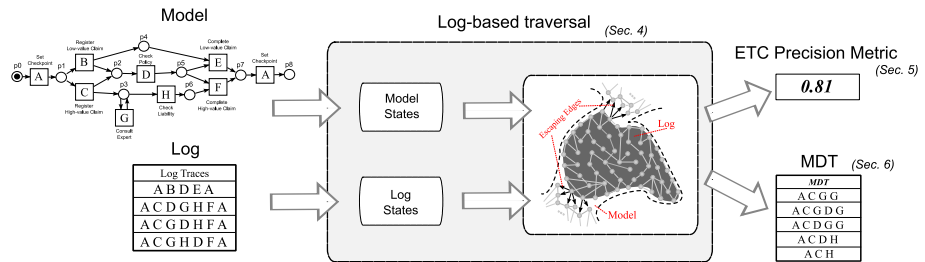 Model
Log-based traversal
(Sec. 4)
ETC Precision Metric
(Sec. 5)
0.81
Register
Low-value Claim
p4
Check
Policy
Complete
Low-value Claim
Set
Checkpoint
p0
A
p1
B
p2
D
p5
E
p7
Set
Checkpoint
A
p8
C
p3
H
p6
F
Register
High-value Claim
G
Consult
Expert
Check
Liability
Complete
High-value Claim
Model
States
Log
States
Escaping Edges
Log
Model
Log
Log Traces
A B D E A
A C D G H F A
A C G D H F A
A C G H D F A
MDT
(Sec. 6)
MDT
A C G G
A C G D G
A C D G G
A C D H
A C H